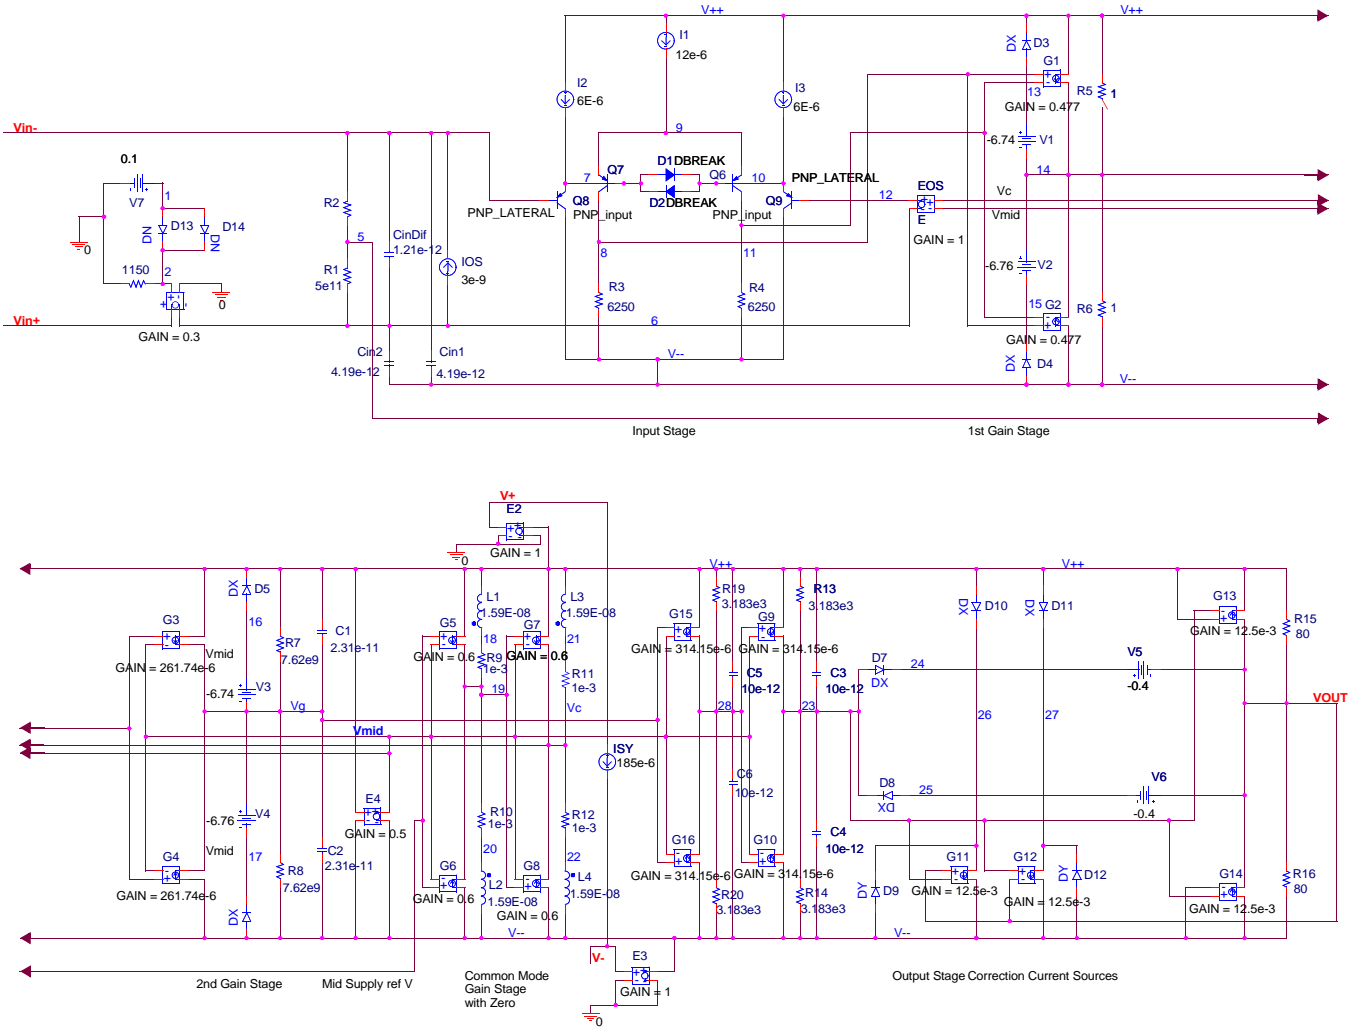 V++
V++
I1
12e-6
DX
D3
G1
I2
6E-6
I3
6E-6
13
R5
1
GAIN = 0.477
Vin-
9
-6.74
V1
0.1
V7
1
D1
DBREAK
7
Q7
Q6
10
PNP_LATERAL
14
D2
DBREAK
12
EOS
Vc
PNP_LATERAL
Q8
PNP_input
PNP_input
Q9
Vmid
E
GAIN = 1
R2
D13
D14
DN
DN
0
5
CinDif
1.21e-12
8
11
IOS
3e-9
-6.76
V2
1150
2
R1
5e11
R3
6250
R4
6250
0
15
G2
R6
1
Vin+
6
GAIN = 0.3
GAIN = 0.477
Cin2
4.19e-12
Cin1
4.19e-12
V--
DX
D4
V--
Input Stage
1st Gain Stage
V+
E2
0
GAIN = 1
V++
V++
DX
D5
L1
1.59E-08
L3
1.59E-08
R19
3.183e3
R13
3.183e3
DX
D10
DX
D11
G13
G3
16
G5
18
G7
21
G15
G9
GAIN = 12.5e-3
R15
80
R7
7.62e9
C1
2.31e-11
Vmid
GAIN = 261.74e-6
GAIN = 0.6
R9
1e-3
GAIN = 0.6
GAIN = 314.15e-6
GAIN = 314.15e-6
D7
DX
24
V5
-0.4
R11
1e-3
C5
10e-12
C3
10e-12
-6.74
V3
19
Vg
Vc
28
23
26
27
VOUT
Vmid
ISY
185e-6
C6
10e-12
D8
DX
25
V6
-0.4
-6.76
V4
E4
GAIN = 0.5
R10
1e-3
R12
1e-3
Vmid
17
C2
2.31e-11
20
22
G16
G10
C4
10e-12
G4
R8
7.62e9
G6
G8
GAIN = 314.15e-6
GAIN = 314.15e-6
G11
G12
DY
D12
G14
R16
80
GAIN = 261.74e-6
L2
1.59E-08
L4
1.59E-08
GAIN = 0.6
GAIN = 0.6
R20
3.183e3
R14
3.183e3
DY
D9
GAIN = 12.5e-3
GAIN = 12.5e-3
GAIN = 12.5e-3
DX
V--
V--
V-
E3
GAIN = 1
0
2nd Gain Stage
Mid Supply ref V
Common Mode
Gain Stage
with Zero
Output Stage
Correction Current Sources